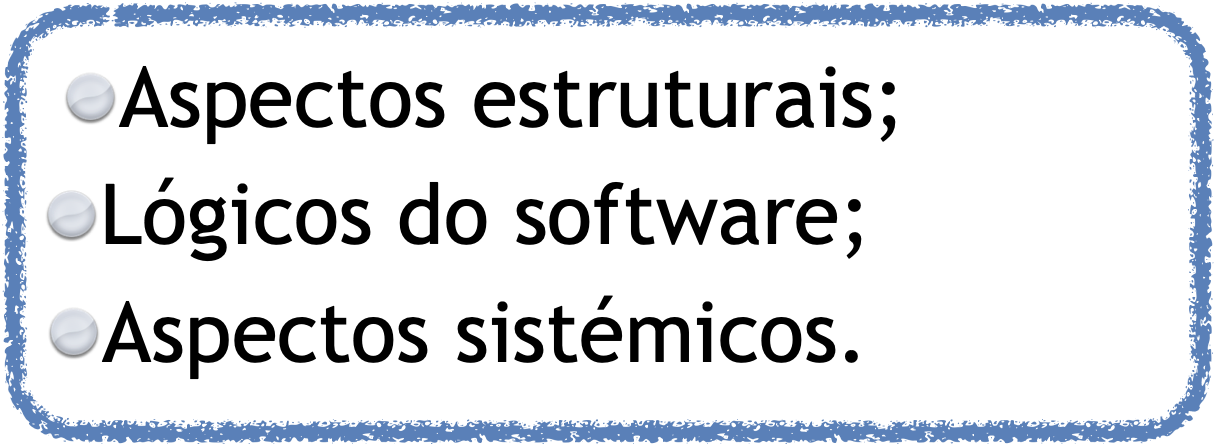 Aspectos estruturais;
Lógicos do software;
Aspectos sistémicos.